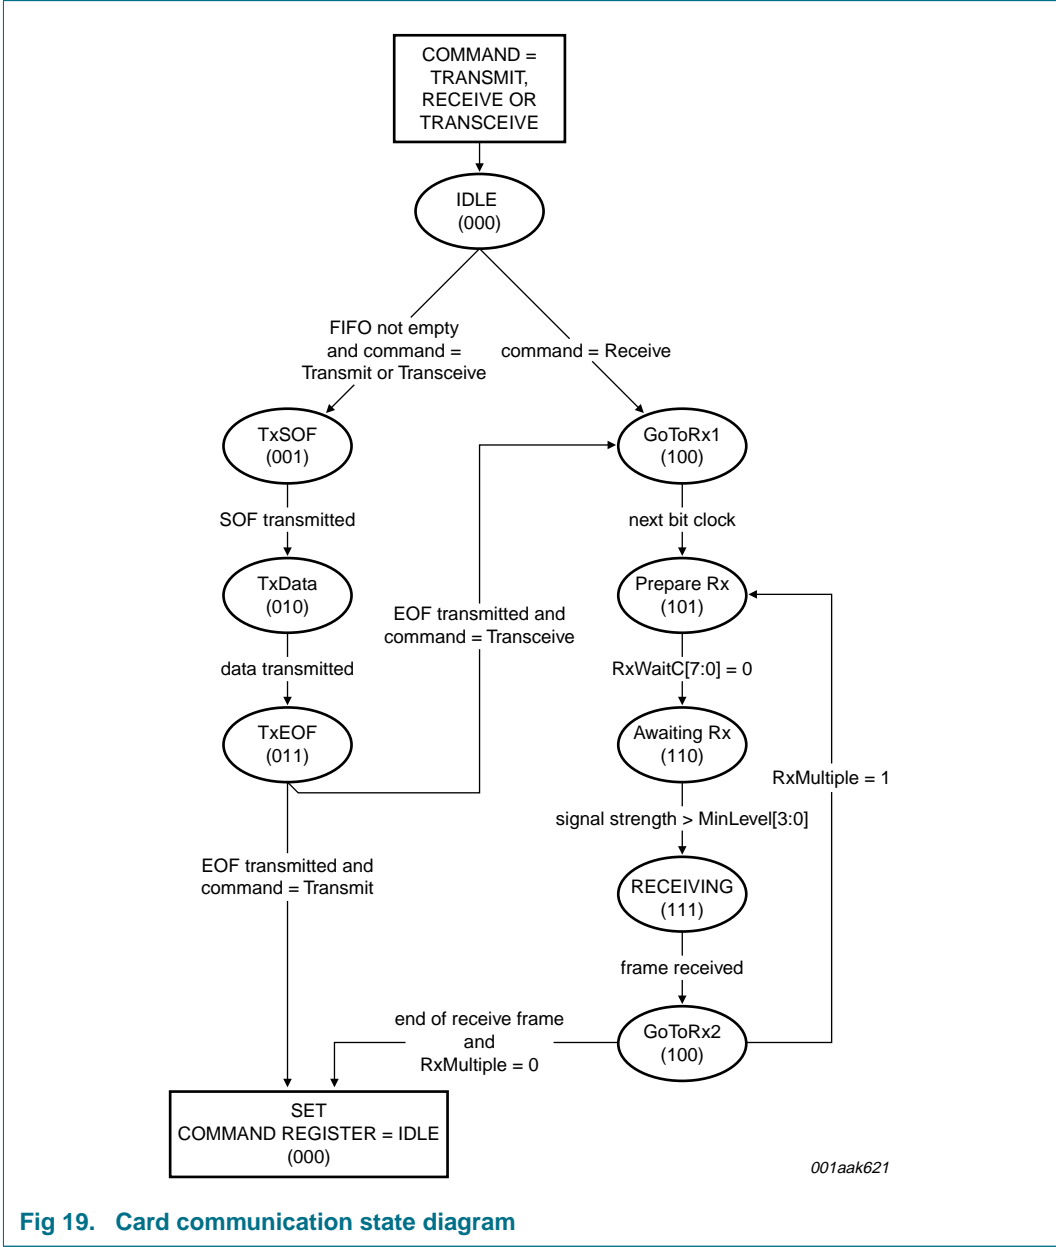 COMMAND =
TRANSMIT,
RECEIVE OR
TRANSCEIVE
IDLE
(000)
FIFO not empty
and command =
Transmit or Transceive
command = Receive
TxSOF
(001)
GoToRx1
(100)
SOF transmitted
next bit clock
TxData
(010)
Prepare Rx
(101)
EOF transmitted and
command = Transceive
data transmitted
RxWaitC[7:0] = 0
TxEOF
(011)
Awaiting Rx
(110)
RxMultiple = 1
signal strength > MinLevel[3:0]
EOF transmitted and
command = Transmit
RECEIVING
(111)
frame received
end of receive frame
and
RxMultiple = 0
GoToRx2
(100)
SET
COMMAND REGISTER = IDLE
(000)
001aak621
Fig 19. Card communication state diagram